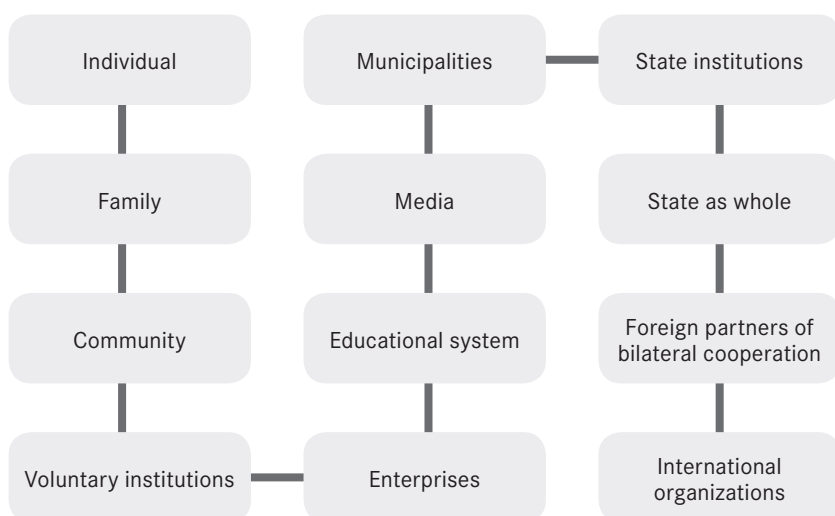 Individual
Municipalities
State institutions
Family
Media
State as whole
Community
Educational system
Foreign partners of
bilateral cooperation
Voluntary institutions
Enterprises
International
organizations